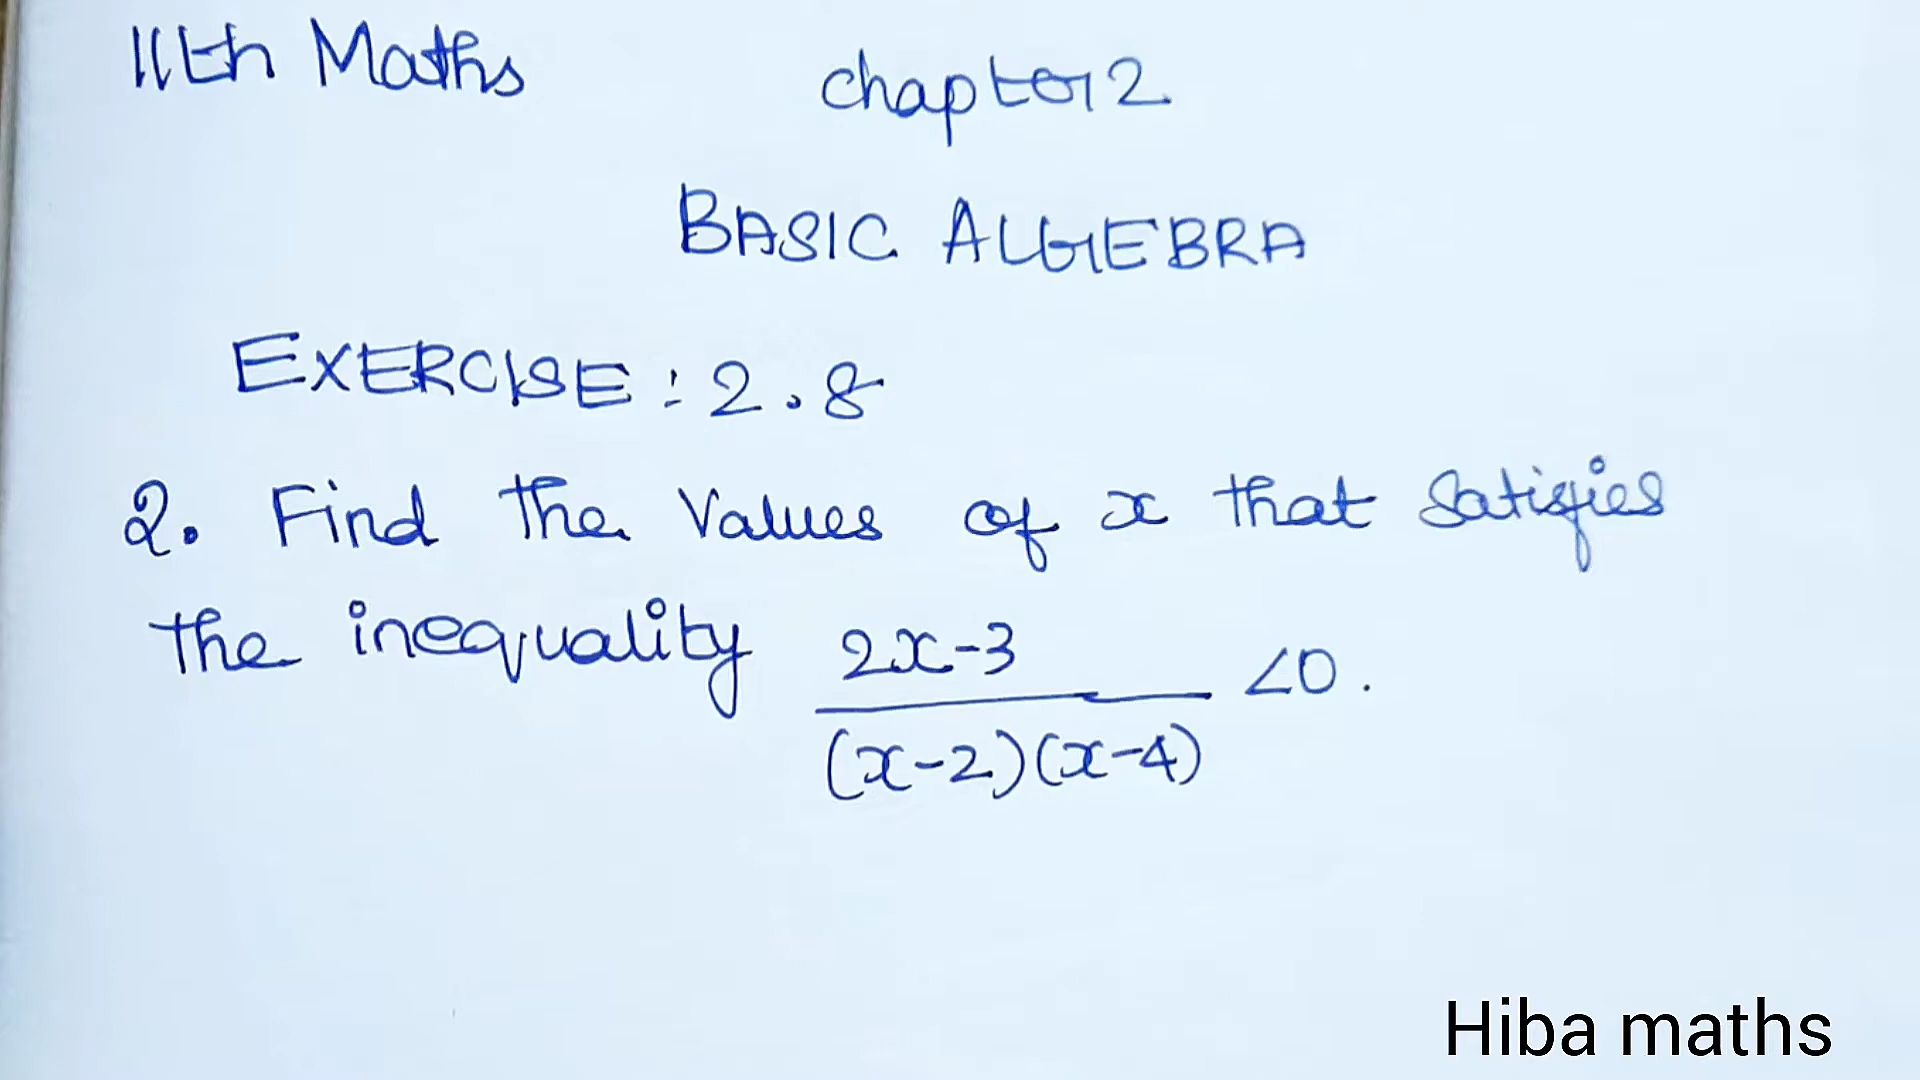 11th Maths chapter 2
BASIC ALGEBRA
EXERCISE : 2.8
2. Find the Values of x that Satisfies
the inequality 2x-3 <0.
(x-2)(x-4)
Hiba maths